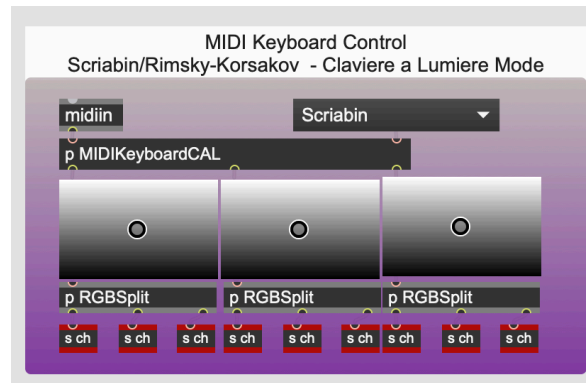 MIDI Keyboard Control
Scriabin/Rimsky-Korsakov - Claviere a Lumiere Mode
midiin
Scriabin
p MIDIKeyboardCAL
p RGBSplit p RGBSplit p RGBSplit
s ch s ch s ch s ch s ch s ch s ch s ch s ch